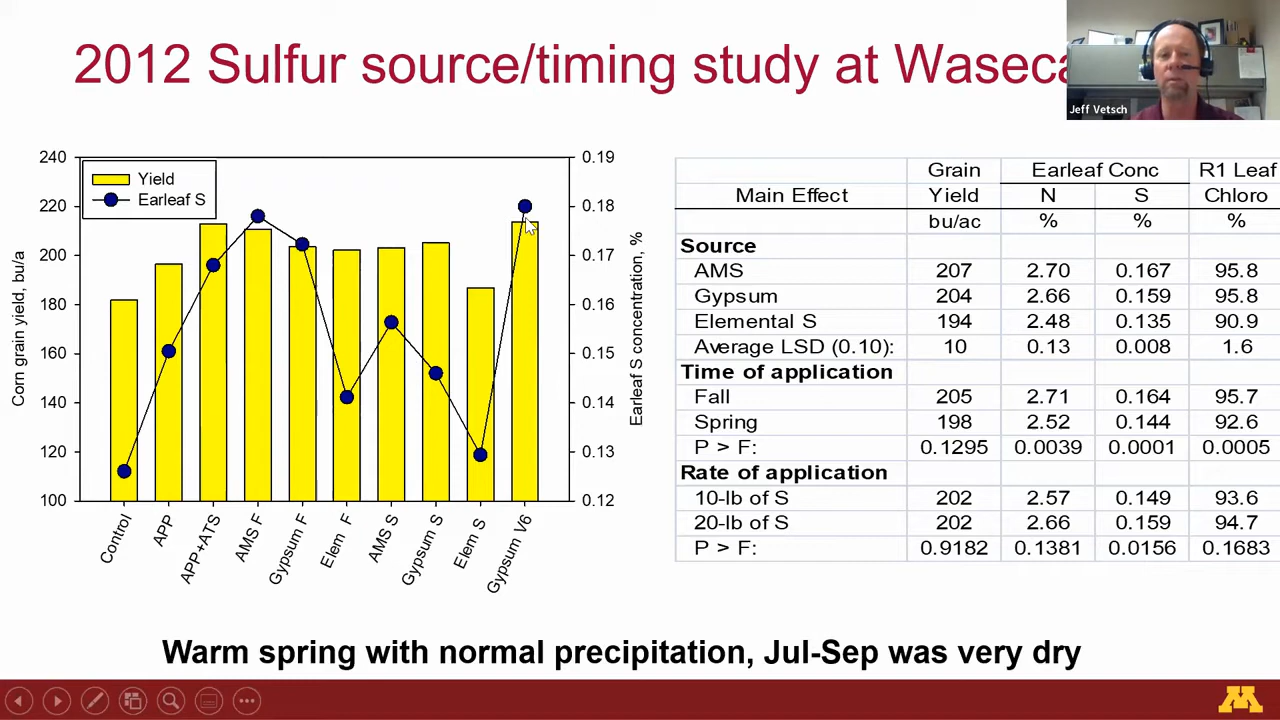 2012 Sulfur source/timing study at Waseca
Jeff Vetsch
Yield
Earleaf S
240
220
200
180
160
140
120
100
Corn grain yield, bu/a
0.19
0.18
0.17
0.16
0.15
0.14
0.13
0.12
Earleaf S concentration, %
Control
APP
APP+ATS
AMS F
Gypsum F
Elem F
AMS S
Gypsum S
Elem S
Gypsum V6
Grain Earleaf Conc R1 Leaf
Main Effect Yield N S Chloro
bu/ac % % %
Source
AMS 207 2.70 0.167 95.8
Gypsum 204 2.66 0.159 95.8
Elemental S 194 2.48 0.135 90.9
Average LSD (0.10): 10 0.13 0.008 1.6
Time of application
Fall 205 2.71 0.164 95.7
Spring 198 2.52 0.144 92.6
P > F: 0.1295 0.0039 0.0001 0.0005
Rate of application
10-lb of S 202 2.57 0.149 93.6
20-lb of S 202 2.66 0.159 94.7
P > F: 0.9182 0.1381 0.0156 0.1683
Warm spring with normal precipitation, Jul-Sep was very dry
M